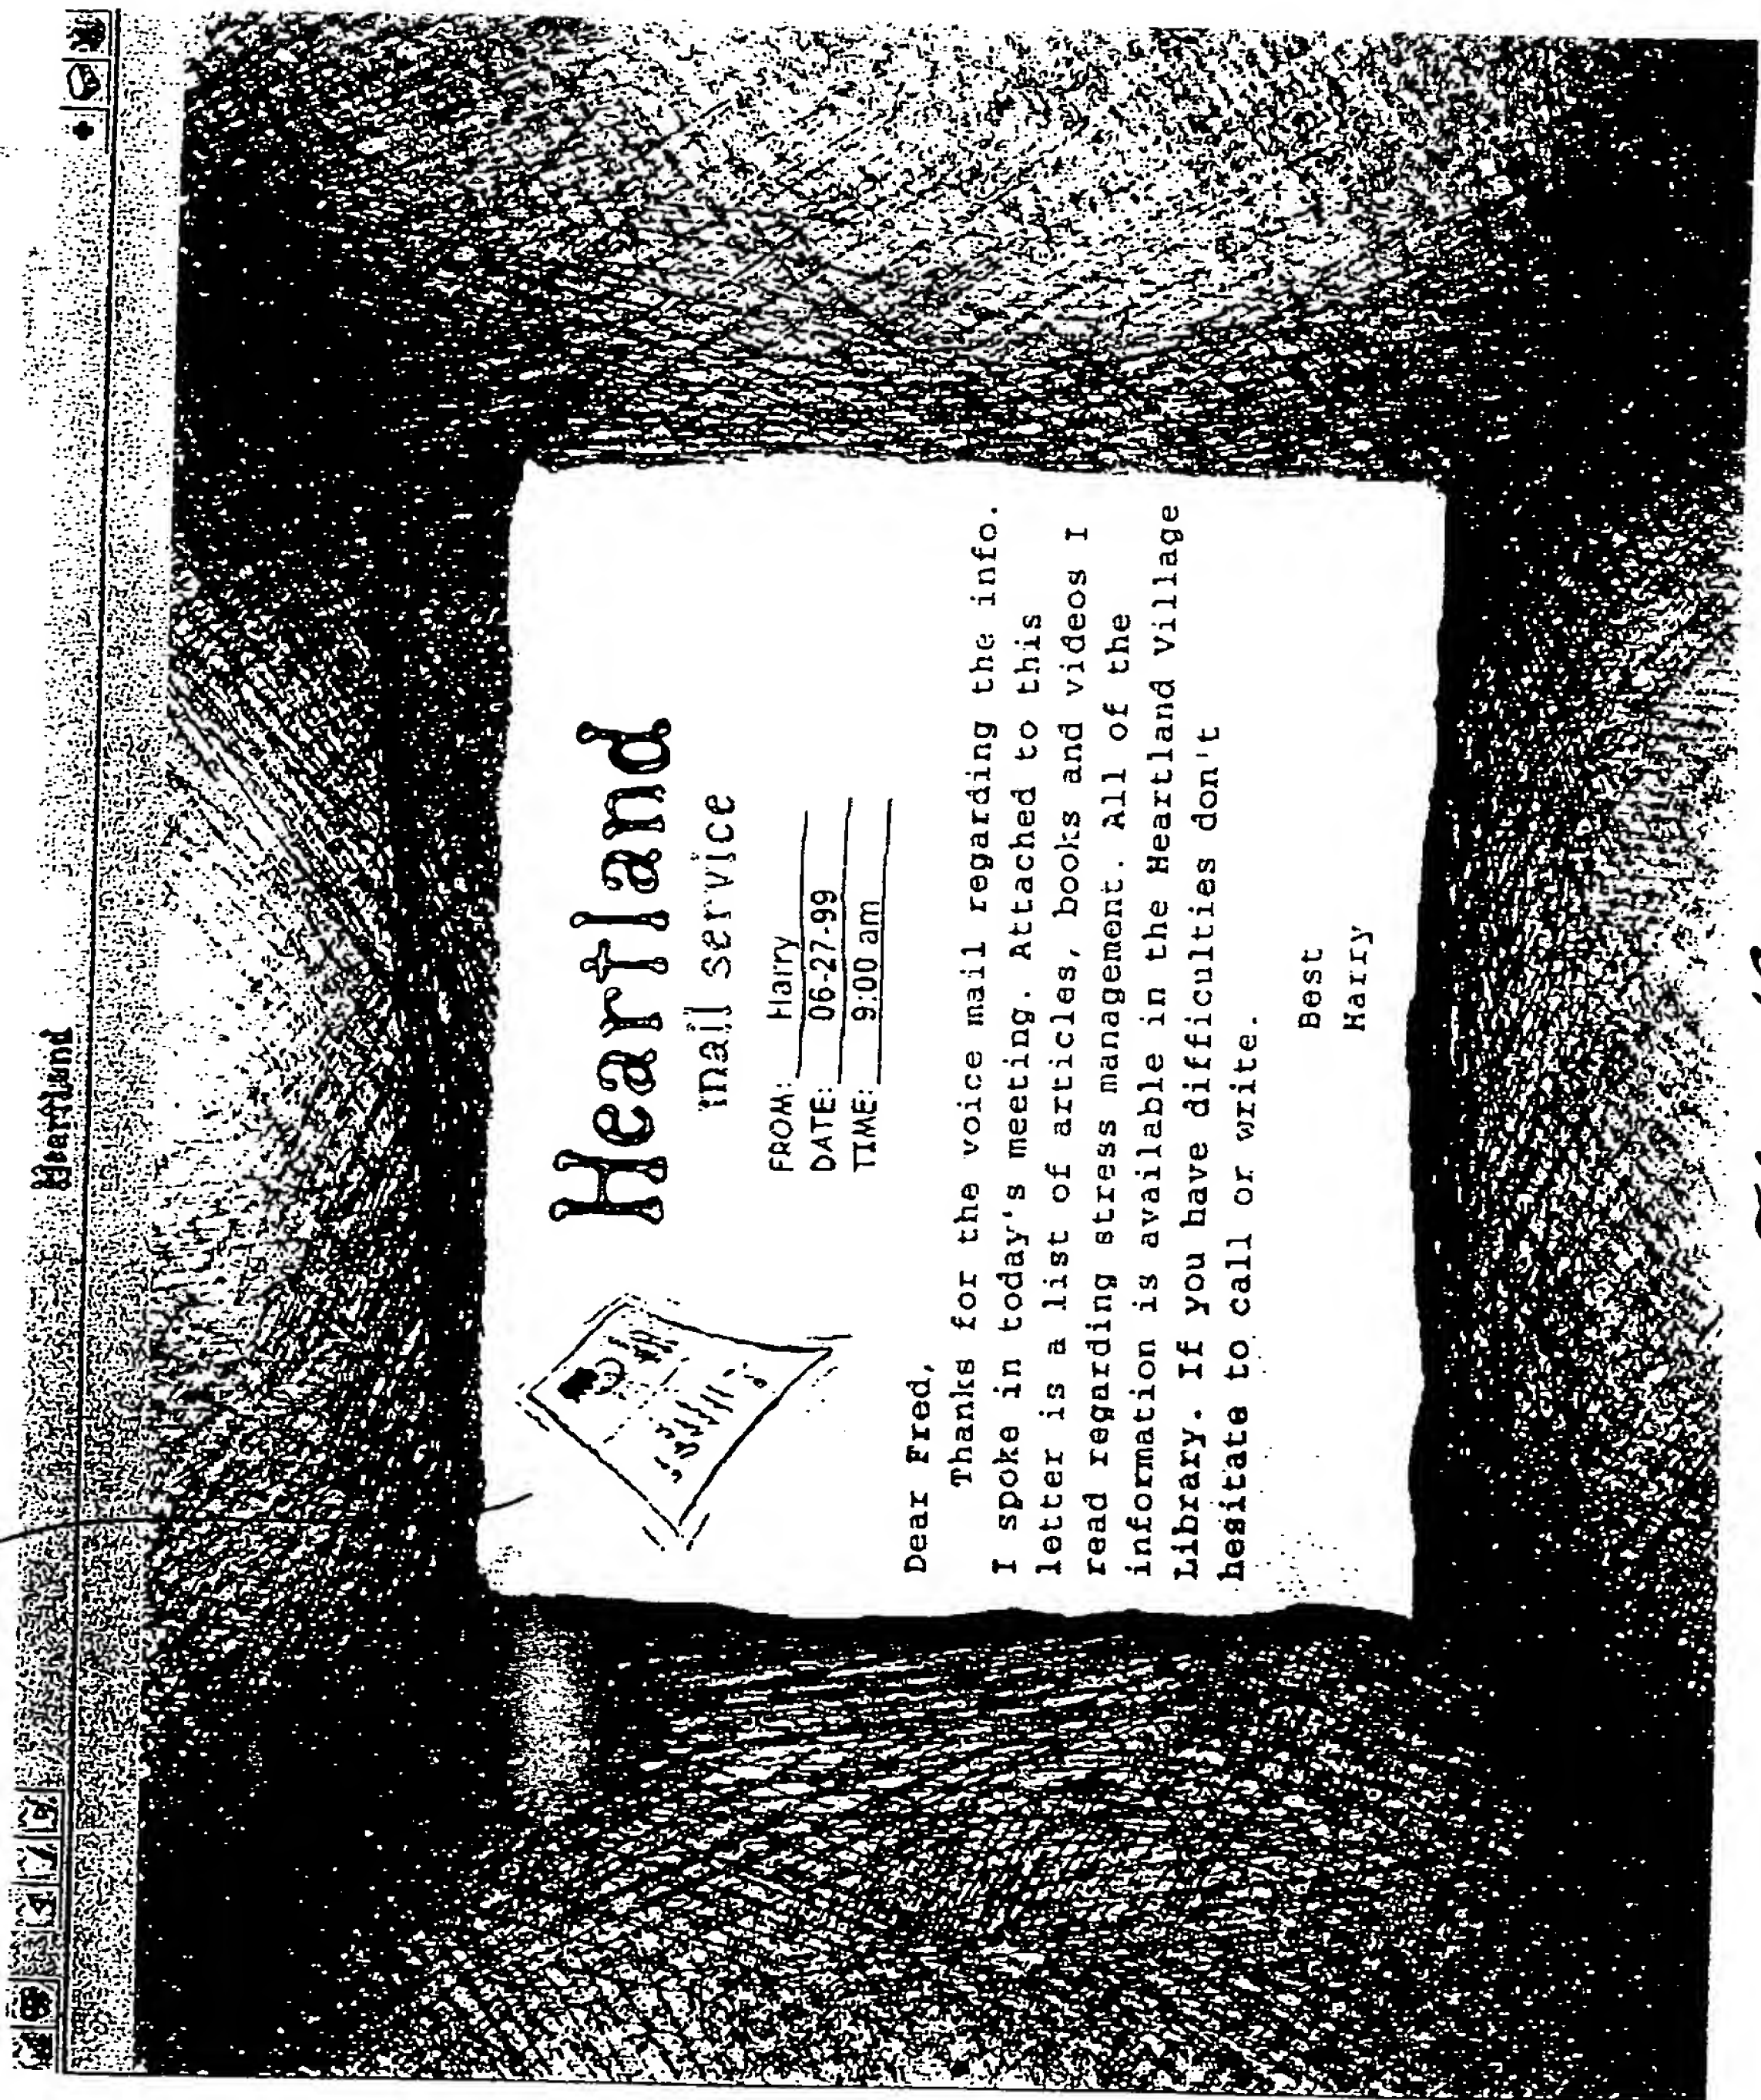 Heartland
Heartland
mail service
FROM: Harry
DATE: 06-27-99
TIME: 9:00 am
Dear Fred,
Thanks for the voice mail regarding the info.
I spoke in today's meeting. Attached to this
letter is a list of articles, books and videos I
read regarding stress management. All of the
information is available in the Heartland Village
Library. If you have difficulties don't
hesitate to call or write.
Best
Harry